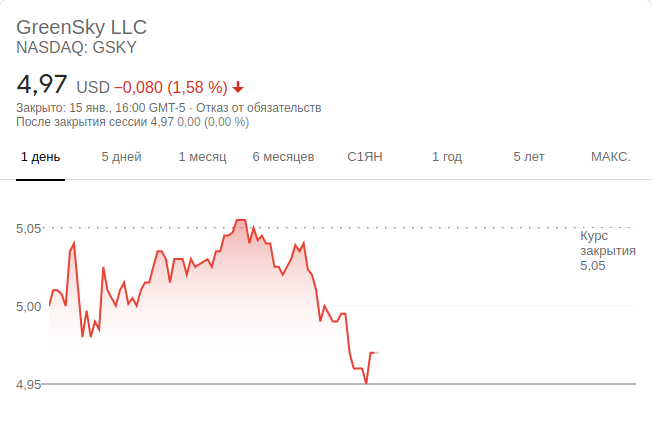 GreenSky LLC
NASDAQ: GSKY
4,97 USD −0,080 (1,58 %)
Закрыто: 15 янв., 16:00 GMT-5 · Отказ от обязательств
После закрытия сессии 4,97 0,00 (0,00 %)
1 день 5 дней 1 месяц 6 месяцев С1ЯН 1 год 5 лет МАКС.
5,05
Курс
закрытия
5,05
5,00
4,95